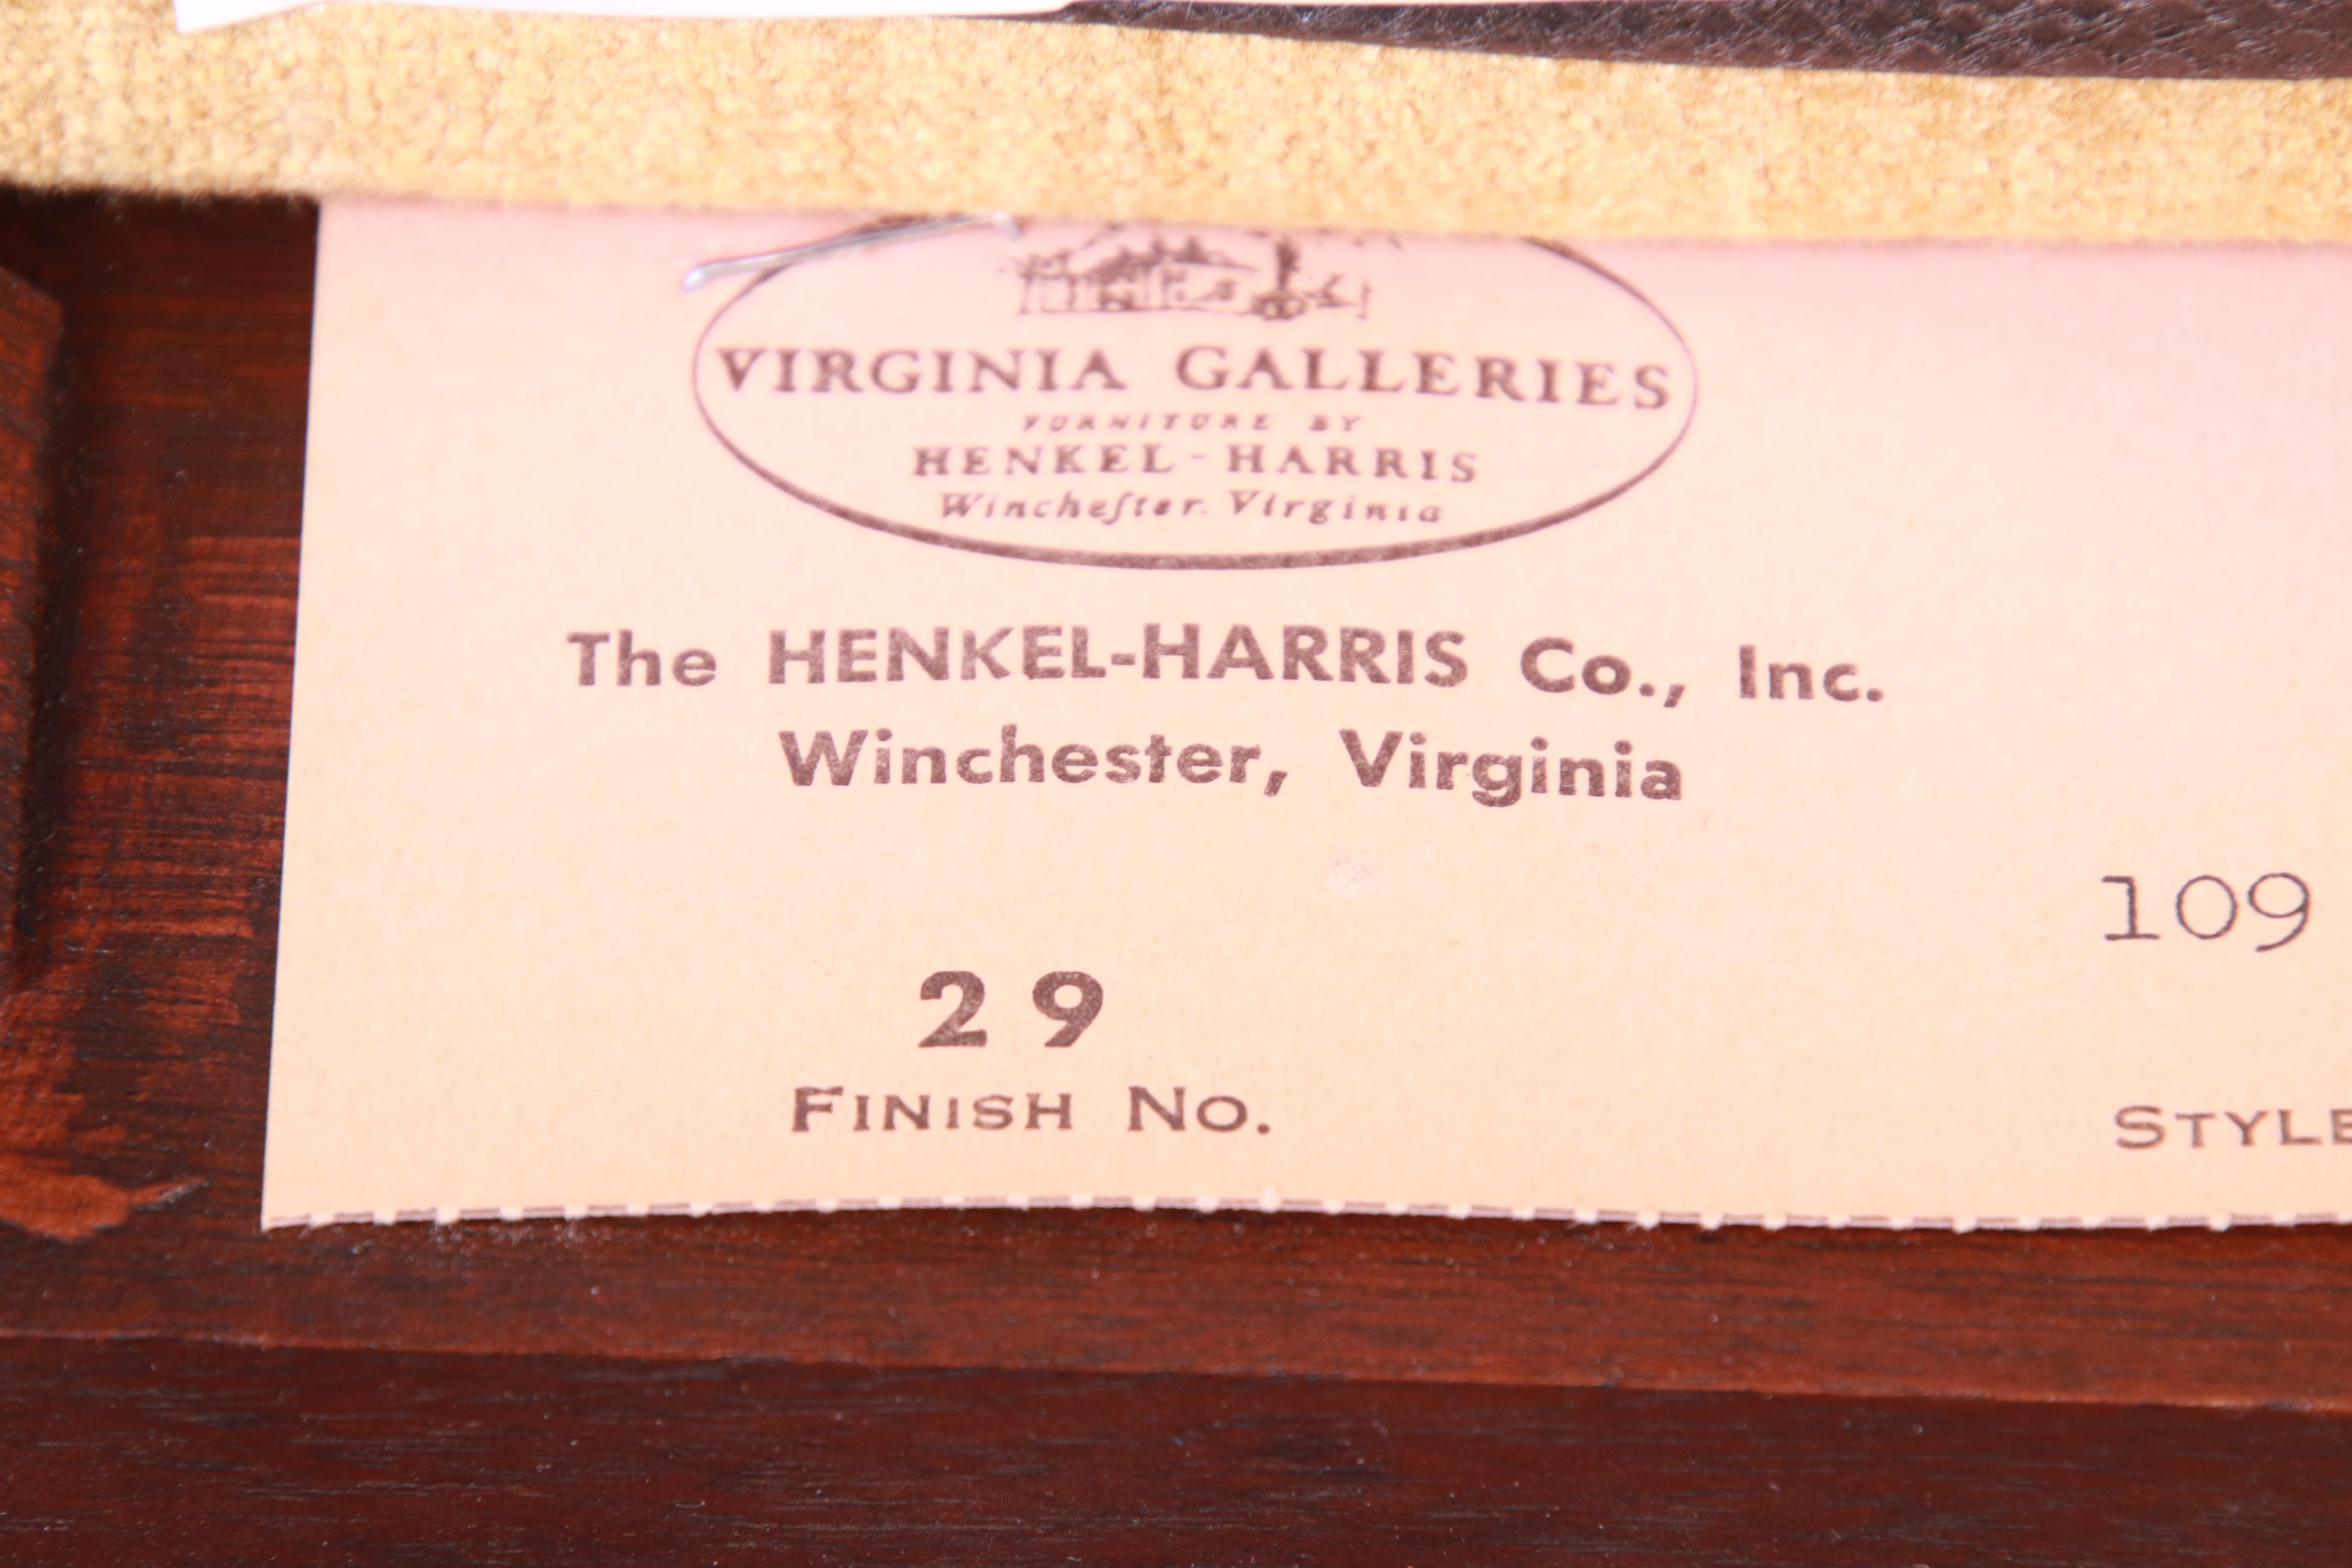 VIRGINIA GALLERIES
FURNITURE BY
HENKEL-HARRIS
Wincheſter. Virginia
The HENKEL-HARRIS Co., Inc.
Winchester, Virginia
109
29
FINISH NO.
STYLE